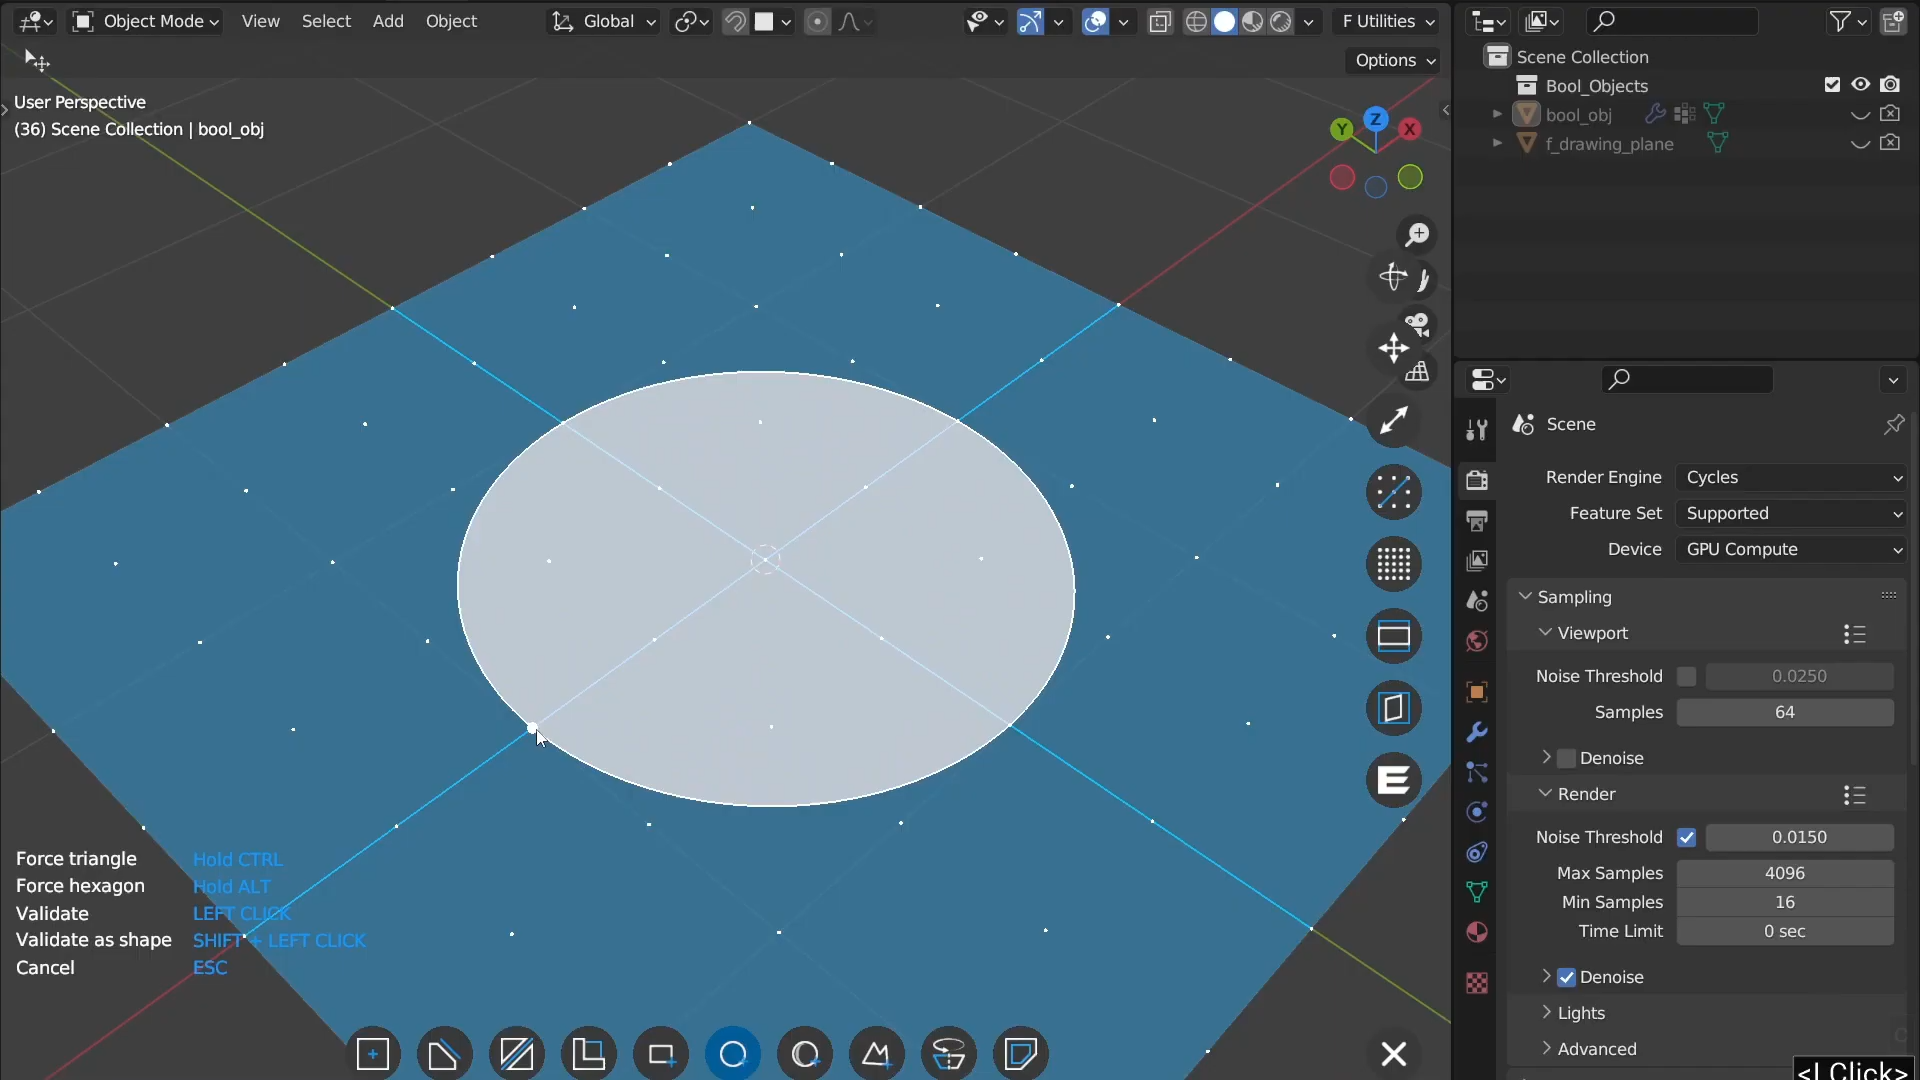 Object Mode
View
Select
Add
Object
Global
F Utilities
Options
User Perspective
(36) Scene Collection | bool_obj
Z
Y
X
Force triangle Hold CTRL
Force hexagon Hold ALT
Validate LEFT CLICK
Validate as shape SHIFT + LEFT CLICK
Cancel ESC
Scene Collection
Bool_Objects
bool_obj
f_drawing_plane
Scene
Render Engine Cycles
Feature Set Supported
Device GPU Compute
Sampling
Viewport
Noise Threshold 0.0250
Samples 64
Denoise
Render
Noise Threshold 0.0150
Max Samples 4096
Min Samples 16
Time Limit 0 sec
Denoise
Lights
Advanced
<L Click>